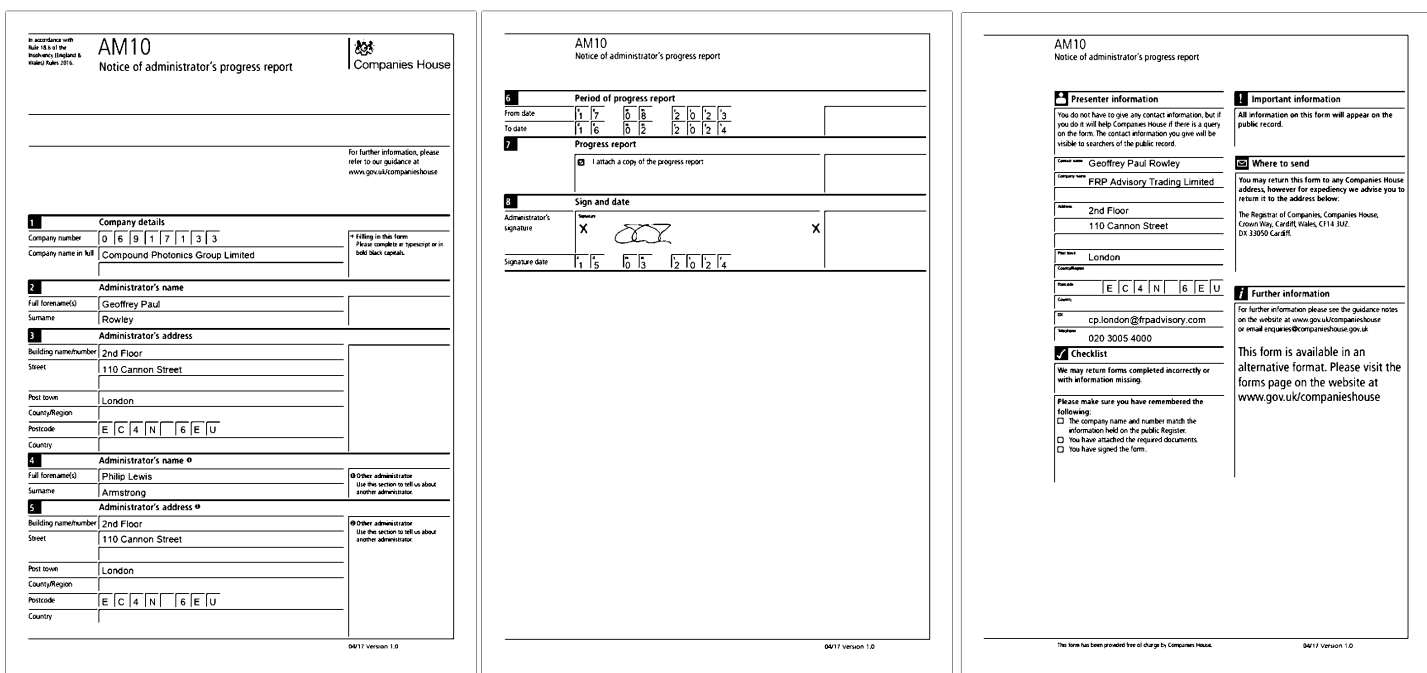 In accordance with
Rule 18.6 of the
Insolvency (England &
Wales) Rules 2016.
AM10
Notice of administrator's progress report
Companies House
For further information, please
refer to our guidance at
www.gov.uk/companieshouse
1 Company details
Company number 0 6 9 1 7 1 3 3
Company name in full Compound Photonics Group Limited
Filling in this form
Please complete in typescript or in
bold black capitals.
2 Administrator's name
Full forename(s) Geoffrey Paul
Surname Rowley
3 Administrator's address
Building name/number 2nd Floor
Street 110 Cannon Street
Post town London
County/Region
Postcode E C 4 N 6 E U
Country
4 Administrator's name
Full forename(s) Philip Lewis
Surname Armstrong
Other administrator
Use this section to tell us about
another administrator.
5 Administrator's address
Building name/number 2nd Floor
Street 110 Cannon Street
Post town London
County/Region
Postcode E C 4 N 6 E U
Country
Other administrator
Use this section to tell us about
another administrator.
04/17 Version 1.0
AM10
Notice of administrator's progress report
6 Period of progress report
From date 1 7 0 8 2 0 2 3
To date 1 6 0 2 2 0 2 4
7 Progress report
I attach a copy of the progress report
8 Sign and date
Administrator's
signature
Signature
X X
Signature date 1 5 0 3 2 0 2 4
04/17 Version 1.0
AM10
Notice of administrator's progress report
Presenter information
You do not have to give any contact information, but if
you do it will help Companies House if there is a query
on the form. The contact information you give will be
visible to searchers of the public record.
Contact name Geoffrey Paul Rowley
Company name FRP Advisory Trading Limited
Address 2nd Floor
110 Cannon Street
Post town London
County/Region
Postcode E C 4 N 6 E U
Country
DX cp.london@frpadvisory.com
Telephone 020 3005 4000
Checklist
We may return forms completed incorrectly or
with information missing.
Please make sure you have remembered the
following:
The company name and number match the
information held on the public Register.
You have attached the required documents.
You have signed the form.
! Important information
All information on this form will appear on the
public record.
Where to send
You may return this form to any Companies House
address, however for expediency we advise you to
return it to the address below:
The Registrar of Companies, Companies House,
Crown Way, Cardiff, Wales, CF14 3UZ.
DX 33050 Cardiff.
i Further information
For further information please see the guidance notes
on the website at www.gov.uk/companieshouse
or email enquiries@companieshouse.gov.uk
This form is available in an
alternative format. Please visit the
forms page on the website at
www.gov.uk/companieshouse
This form has been provided free of charge by Companies House.
04/17 Version 1.0